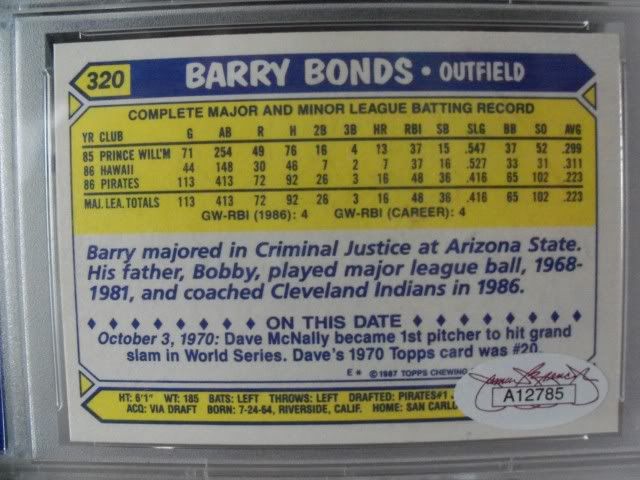 320 BARRY BONDS • OUTFIELD
COMPLETE MAJOR AND MINOR LEAGUE BATTING RECORD
YR CLUB G AB R H 2B 3B HR RBI SB SLG BB SO AVG
85 PRINCE WILL'M 71 254 49 76 16 4 13 37 15 .547 37 52 .299
86 HAWAII 44 148 30 46 7 2 7 37 16 .527 33 31 .311
86 PIRATES 113 413 72 92 26 3 16 48 36 .416 65 102 .223
MAJ. LEA. TOTALS 113 413 72 92 26 3 16 48 36 .416 65 102 .223
GW-RBI (1986): 4 GW-RBI (CAREER): 4
Barry majored in Criminal Justice at Arizona State.
His father, Bobby, played major league ball, 1968-
1981, and coached Cleveland Indians in 1986.
♦ ♦ ♦ ♦ ♦ ♦ ♦ ON THIS DATE ♦ ♦ ♦ ♦ ♦ ♦ ♦
October 3, 1970: Dave McNally became 1st pitcher to hit grand
slam in World Series. Dave's 1970 Topps card was #20.
E* © 1987 TOPPS CHEWING
HT: 6'1" WT: 185 BATS: LEFT THROWS: LEFT DRAFTED: PIRATES#1
ACQ: VIA DRAFT BORN: 7-24-64, RIVERSIDE, CALIF. HOME: SAN CARLO
A12785